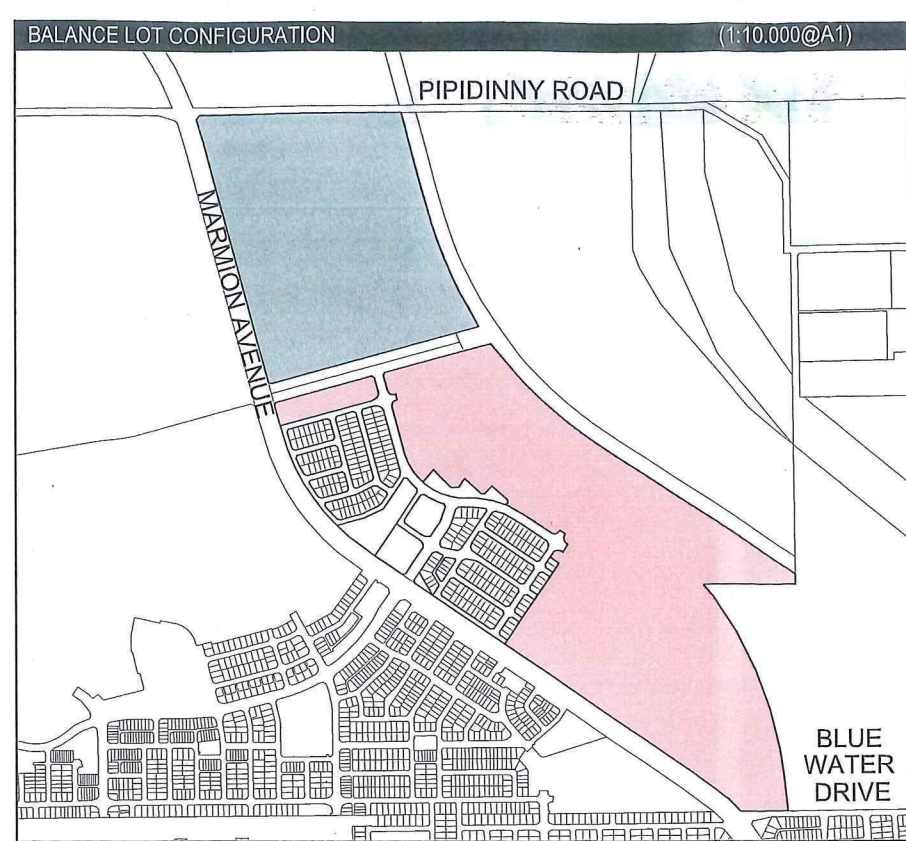 BALANCE LOT CONFIGURATION (1:10.000@A1)
PIPIDINNY ROAD
MARMION AVENUE
BLUE
WATER
DRIVE